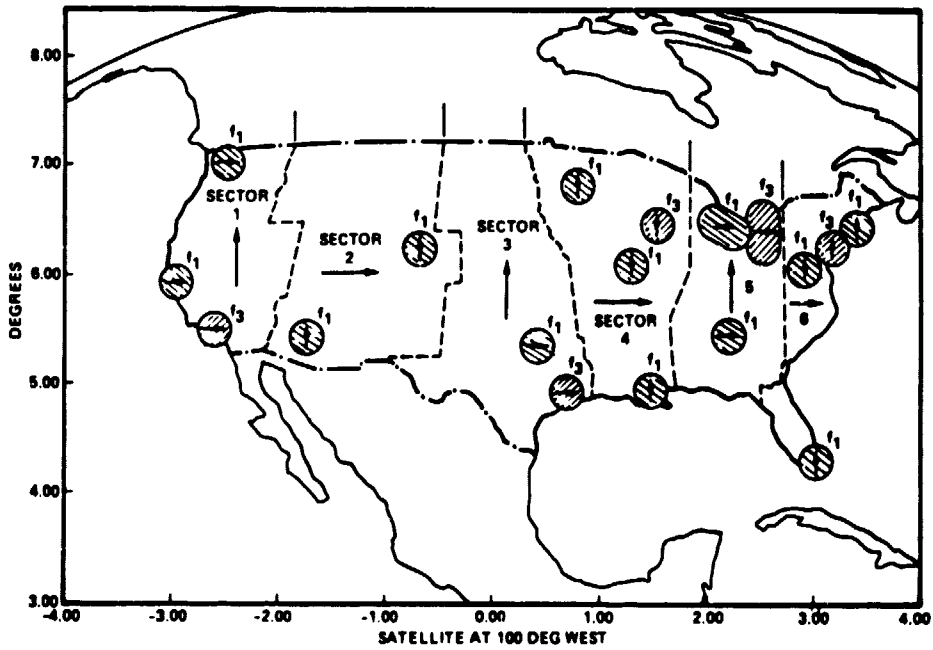 8.00
7.00
6.00
5.00
4.00
3.00
DEGREES
f1
SECTOR
1
f1
f3
SECTOR
2
f1
f1
SECTOR
3
f1
f3
f1
f3
f1
SECTOR
4
f1
f1
f3
5
f1
f1
f3
f1
6
f1
-4.00 -3.00 -2.00 -1.00 0.00 1.00 2.00 3.00 4.00
SATELLITE AT 100 DEG WEST